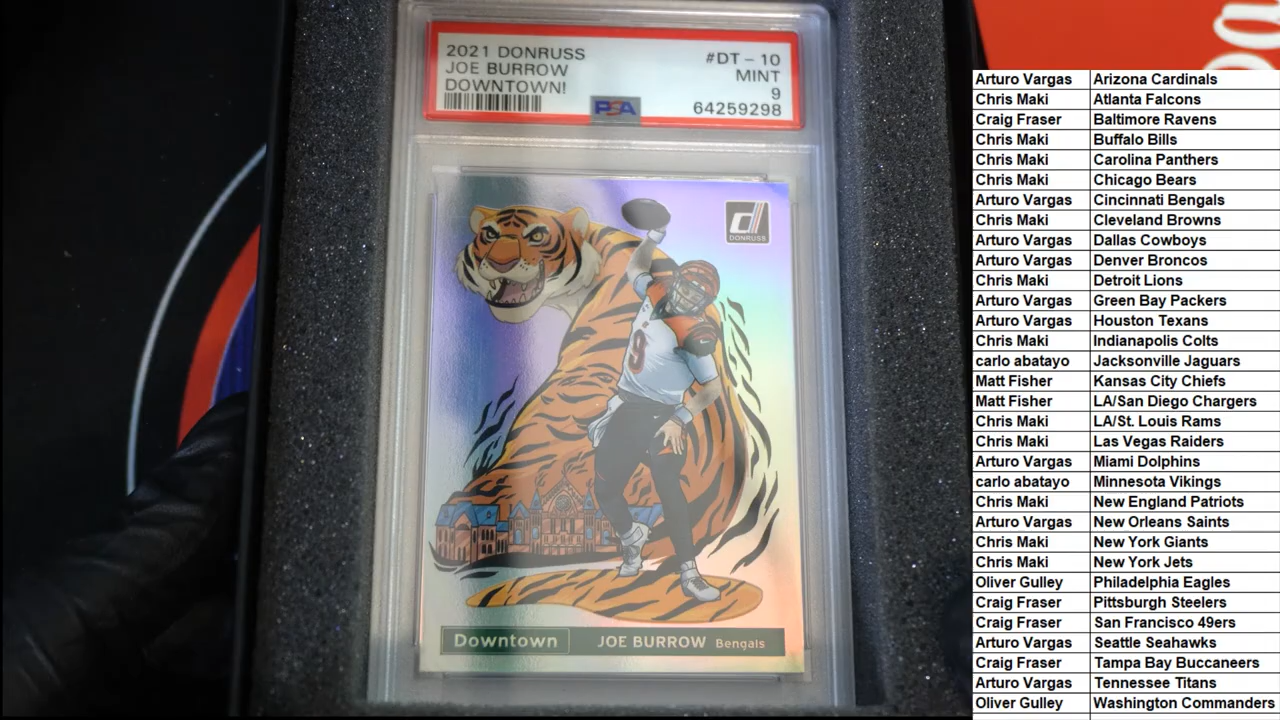 2021 DONRUSS #DT-10
JOE BURROW MINT
DOWNTOWN! 9
PSA 64259298
d
DONRUSS
9
Downtown JOE BURROW Bengals
Arturo Vargas Arizona Cardinals
Chris Maki Atlanta Falcons
Craig Fraser Baltimore Ravens
Chris Maki Buffalo Bills
Chris Maki Carolina Panthers
Chris Maki Chicago Bears
Arturo Vargas Cincinnati Bengals
Chris Maki Cleveland Browns
Arturo Vargas Dallas Cowboys
Arturo Vargas Denver Broncos
Chris Maki Detroit Lions
Arturo Vargas Green Bay Packers
Arturo Vargas Houston Texans
Chris Maki Indianapolis Colts
carlo abatayo Jacksonville Jaguars
Matt Fisher Kansas City Chiefs
Matt Fisher LA/San Diego Chargers
Chris Maki LA/St. Louis Rams
Chris Maki Las Vegas Raiders
Arturo Vargas Miami Dolphins
carlo abatayo Minnesota Vikings
Chris Maki New England Patriots
Arturo Vargas New Orleans Saints
Chris Maki New York Giants
Chris Maki New York Jets
Oliver Gulley Philadelphia Eagles
Craig Fraser Pittsburgh Steelers
Craig Fraser San Francisco 49ers
Arturo Vargas Seattle Seahawks
Craig Fraser Tampa Bay Buccaneers
Arturo Vargas Tennessee Titans
Oliver Gulley Washington Commanders